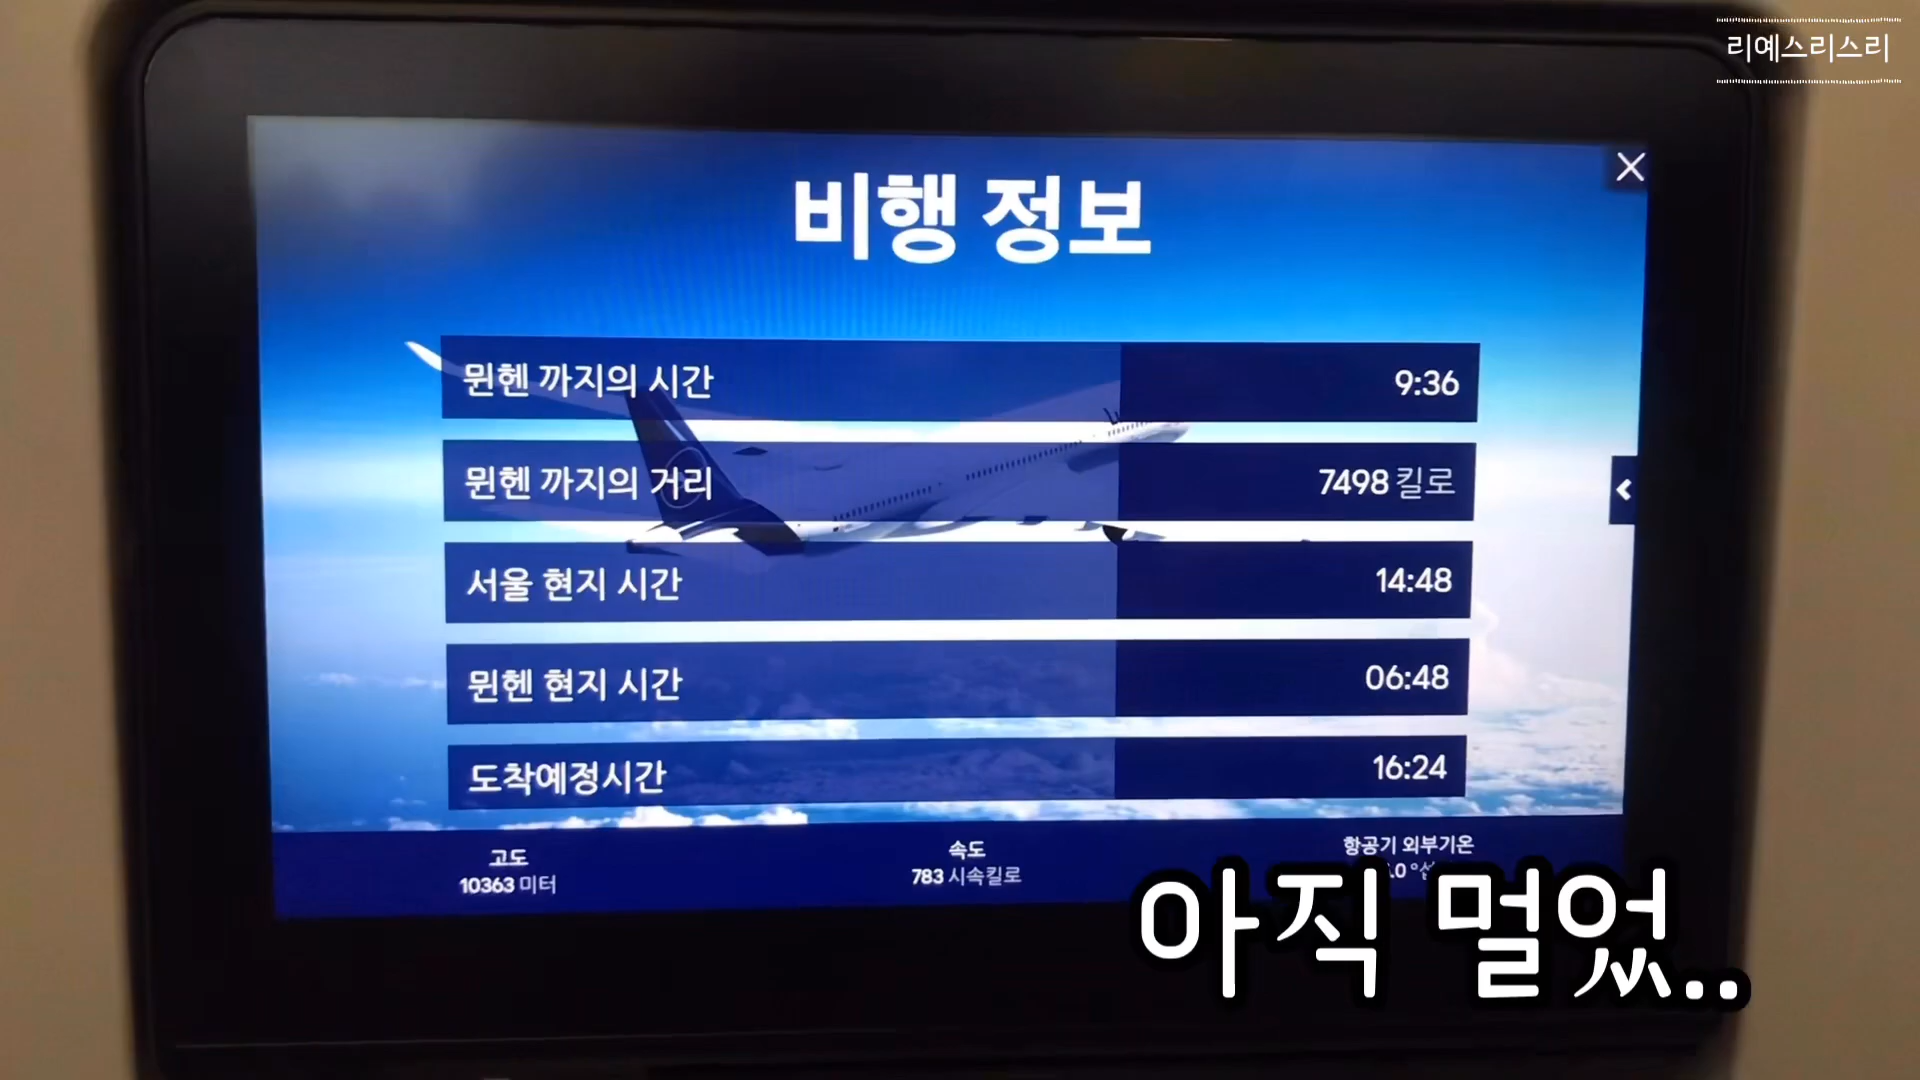 리예스리스리
비행 정보
뮌헨 까지의 시간 9:36
뮌헨 까지의 거리 7498 킬로
서울 현지 시간 14:48
뮌헨 현지 시간 06:48
도착예정시간 16:24
고도 속도 항공기 외부기온
10363 미터 783 시속킬로
아직 멀었..